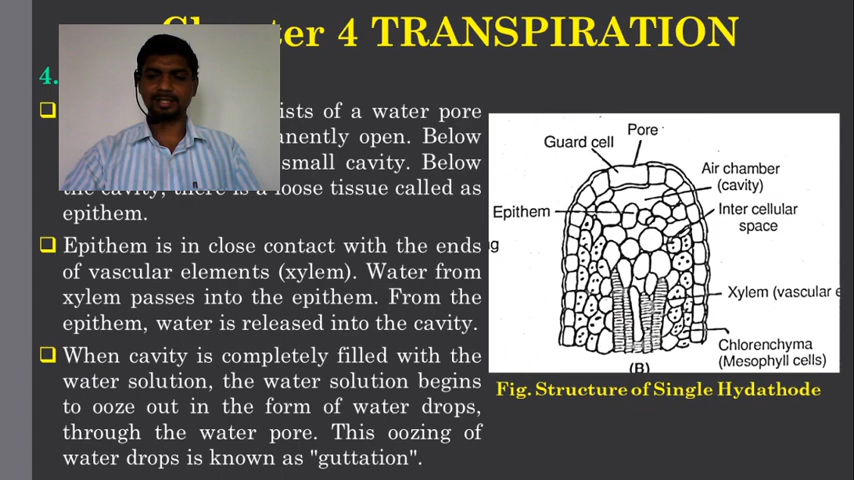 ter 4 TRANSPIRATION
4.
ists of a water pore
anently open. Below
small cavity. Below
the cavity, there is a loose tissue called as
epithem.
Epithem is in close contact with the ends
of vascular elements (xylem). Water from
xylem passes into the epithem. From the
epithem, water is released into the cavity.
When cavity is completely filled with the
water solution, the water solution begins
to ooze out in the form of water drops,
through the water pore. This oozing of
water drops is known as "guttation".
Pore
Guard cell
Air chamber
(cavity)
Epithem
Inter cellular
space
g
Xylem (vascular e
Chlorenchyma
(Mesophyll cells)
(B)
Fig. Structure of Single Hydathode